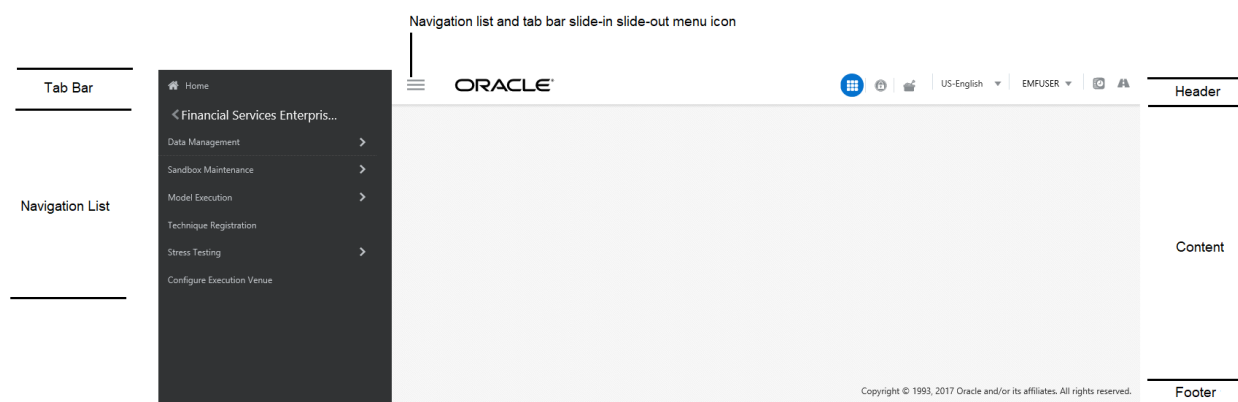 Navigation list and tab bar slide-in slide-out menu icon
Tab Bar
Home
ORACLE
US-English
EMFUSER
Header
Financial Services Enterpris...
Data Management
Sandbox Maintenance
Navigation List
Model Execution
Technique Registration
Stress Testing
Configure Execution Venue
Content
Copyright © 1993, 2017 Oracle and/or its affiliates. All rights reserved.
Footer